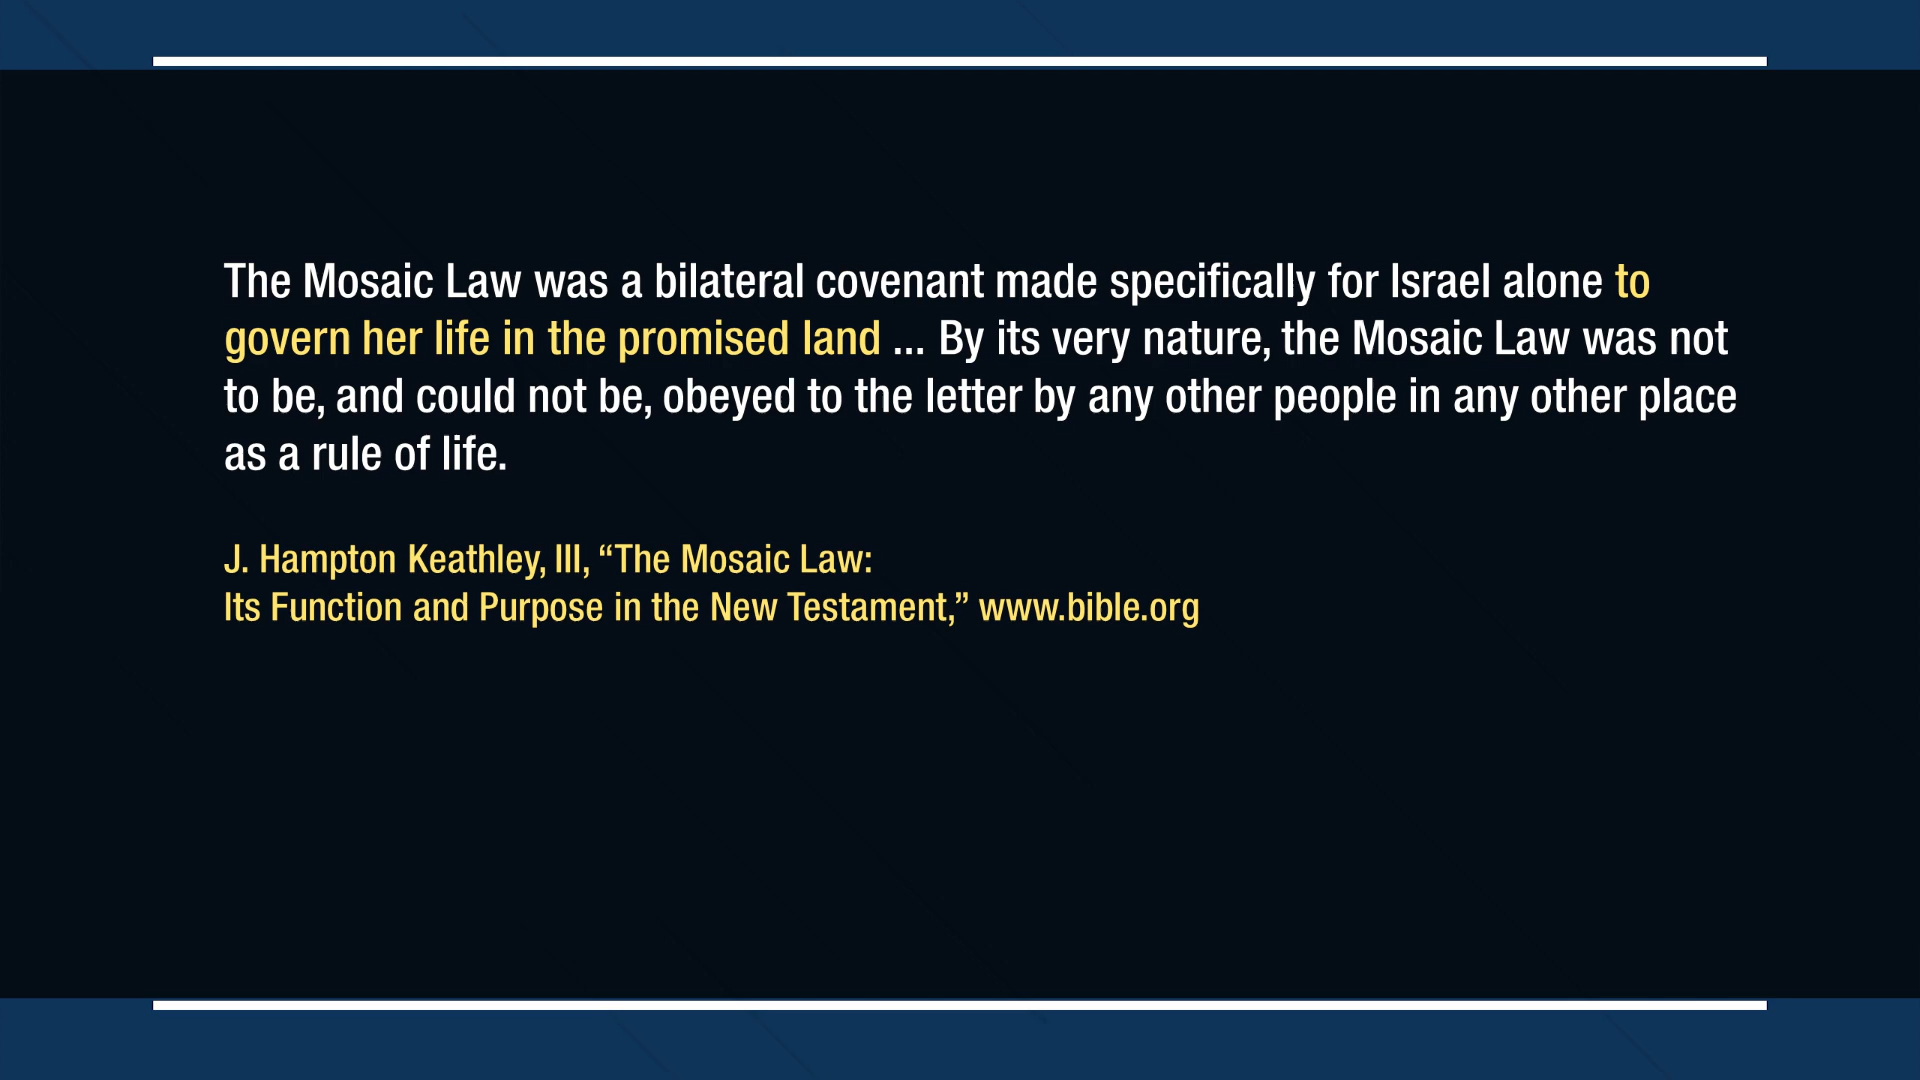 The Mosaic Law was a bilateral covenant made specifically for Israel alone to
govern her life in the promised land ... By its very nature, the Mosaic Law was not
to be, and could not be, obeyed to the letter by any other people in any other place
as a rule of life.
J. Hampton Keathley, III, “The Mosaic Law:
Its Function and Purpose in the New Testament,” www.bible.org